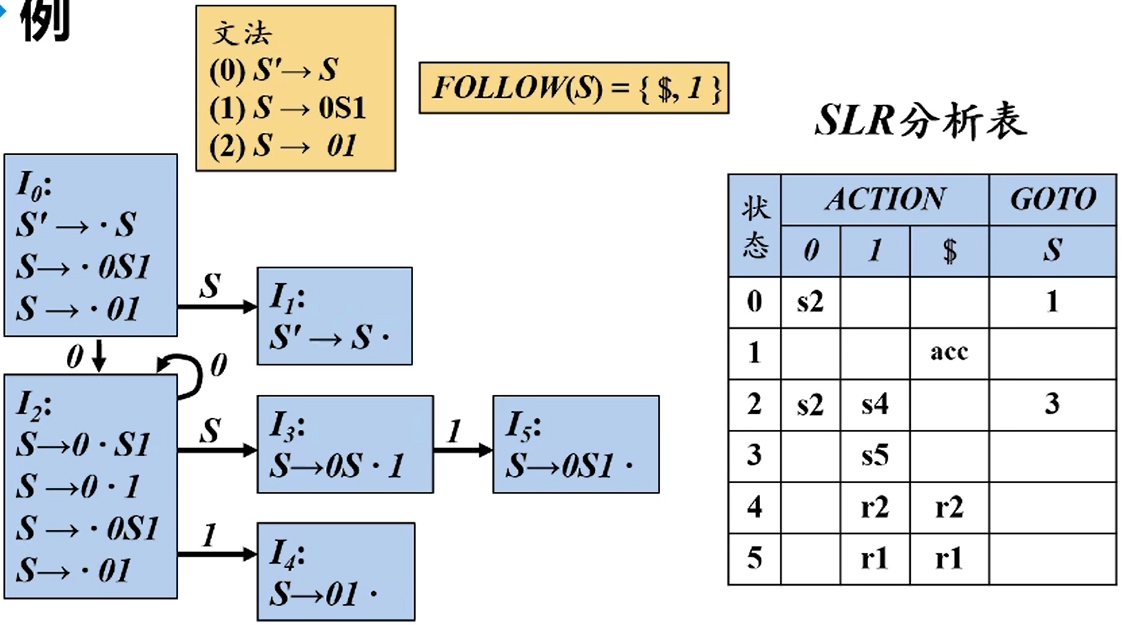 例
文法
(0) S′→ S
(1) S → 0S1
(2) S → 01
FOLLOW(S) = { $, 1 }
SLR分析表
I0:
S′ → · S
S→ · 0S1
S → · 01
S
I1:
S′ → S ·
0
0
I2:
S→0 · S1
S →0 · 1
S → · 0S1
S→ · 01
S
I3:
S→0S · 1
1
I5:
S→0S1 ·
1
I4:
S→01 ·
状态 ACTION GOTO
0 1 $ S
0 s2 1
1 acc
2 s2 s4 3
3 s5
4 r2 r2
5 r1 r1